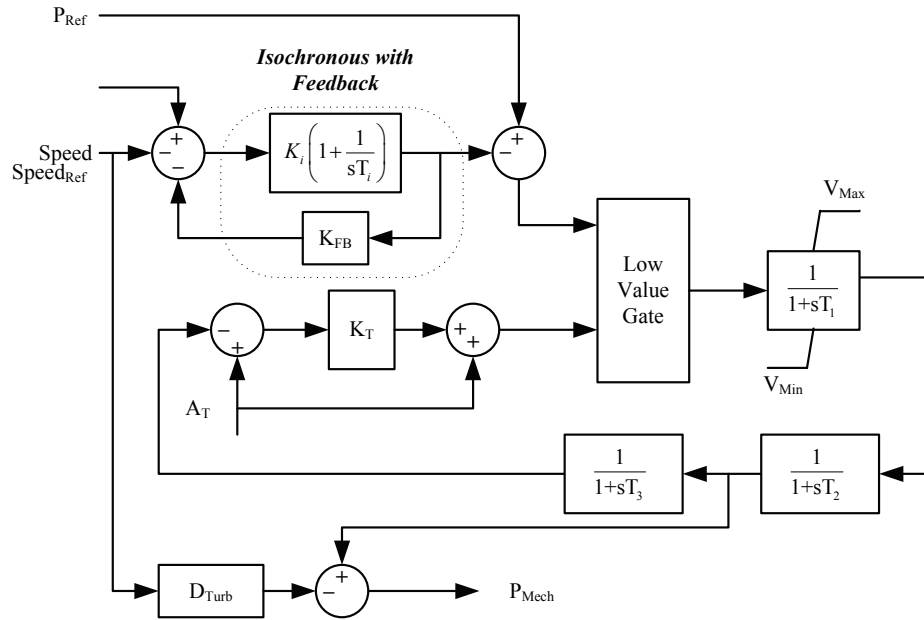 P_Ref
Isochronous with
Feedback
+
K_i(1+1/sT_i)
Speed
Speed_Ref
−
−
+
−
K_FB
V_Max
Low
Value
Gate
1/1+sT_1
−
+
K_T
+
+
A_T
V_Min
1/1+sT_3
1/1+sT_2
D_Turb
−
+
P_Mech